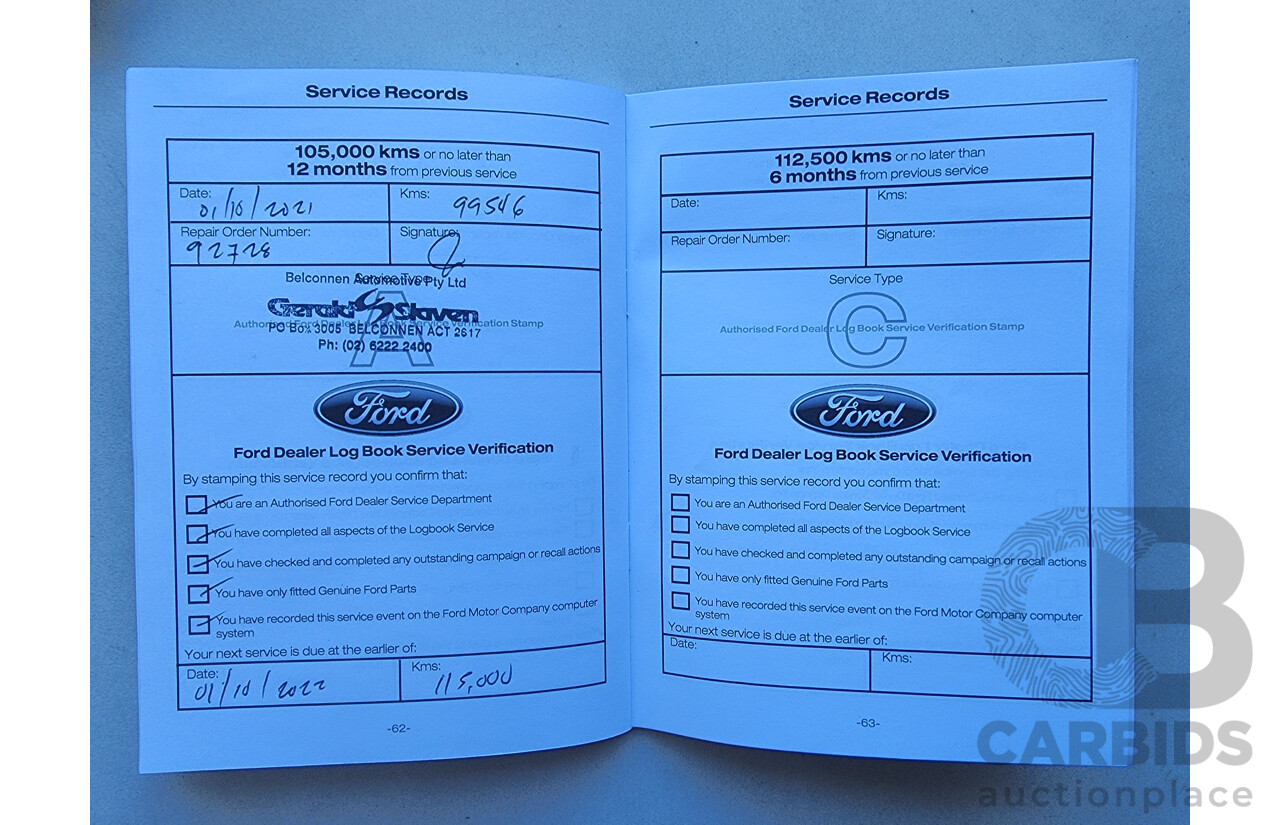 Service Records
105,000 kms or no later than
12 months from previous service
Date: 01/10/2021
Kms: 99546
Repair Order Number: 92728
Signature:
Service Type
Belconnen Automotive Pty Ltd
A
Gerald Slaven
Authorised Ford Dealer Log Book Service Verification Stamp
PO Box 3005 BELCONNEN ACT 2617
Ph: (02) 6222 2400
Ford
Ford Dealer Log Book Service Verification
By stamping this service record you confirm that:
You are an Authorised Ford Dealer Service Department
You have completed all aspects of the Logbook Service
You have checked and completed any outstanding campaign or recall actions
You have only fitted Genuine Ford Parts
You have recorded this service event on the Ford Motor Company computer
system
Your next service is due at the earlier of:
Date: 01/10/2022
Kms: 115,000
-62-
Service Records
112,500 kms or no later than
6 months from previous service
Date:
Kms:
Repair Order Number:
Signature:
Service Type
C
Authorised Ford Dealer Log Book Service Verification Stamp
Ford
Ford Dealer Log Book Service Verification
By stamping this service record you confirm that:
You are an Authorised Ford Dealer Service Department
You have completed all aspects of the Logbook Service
You have checked and completed any outstanding campaign or recall actions
You have only fitted Genuine Ford Parts
You have recorded this service event on the Ford Motor Company computer
system
Your next service is due at the earlier of:
Date:
Kms:
-63-
CB
CARBIDS
auctionplace